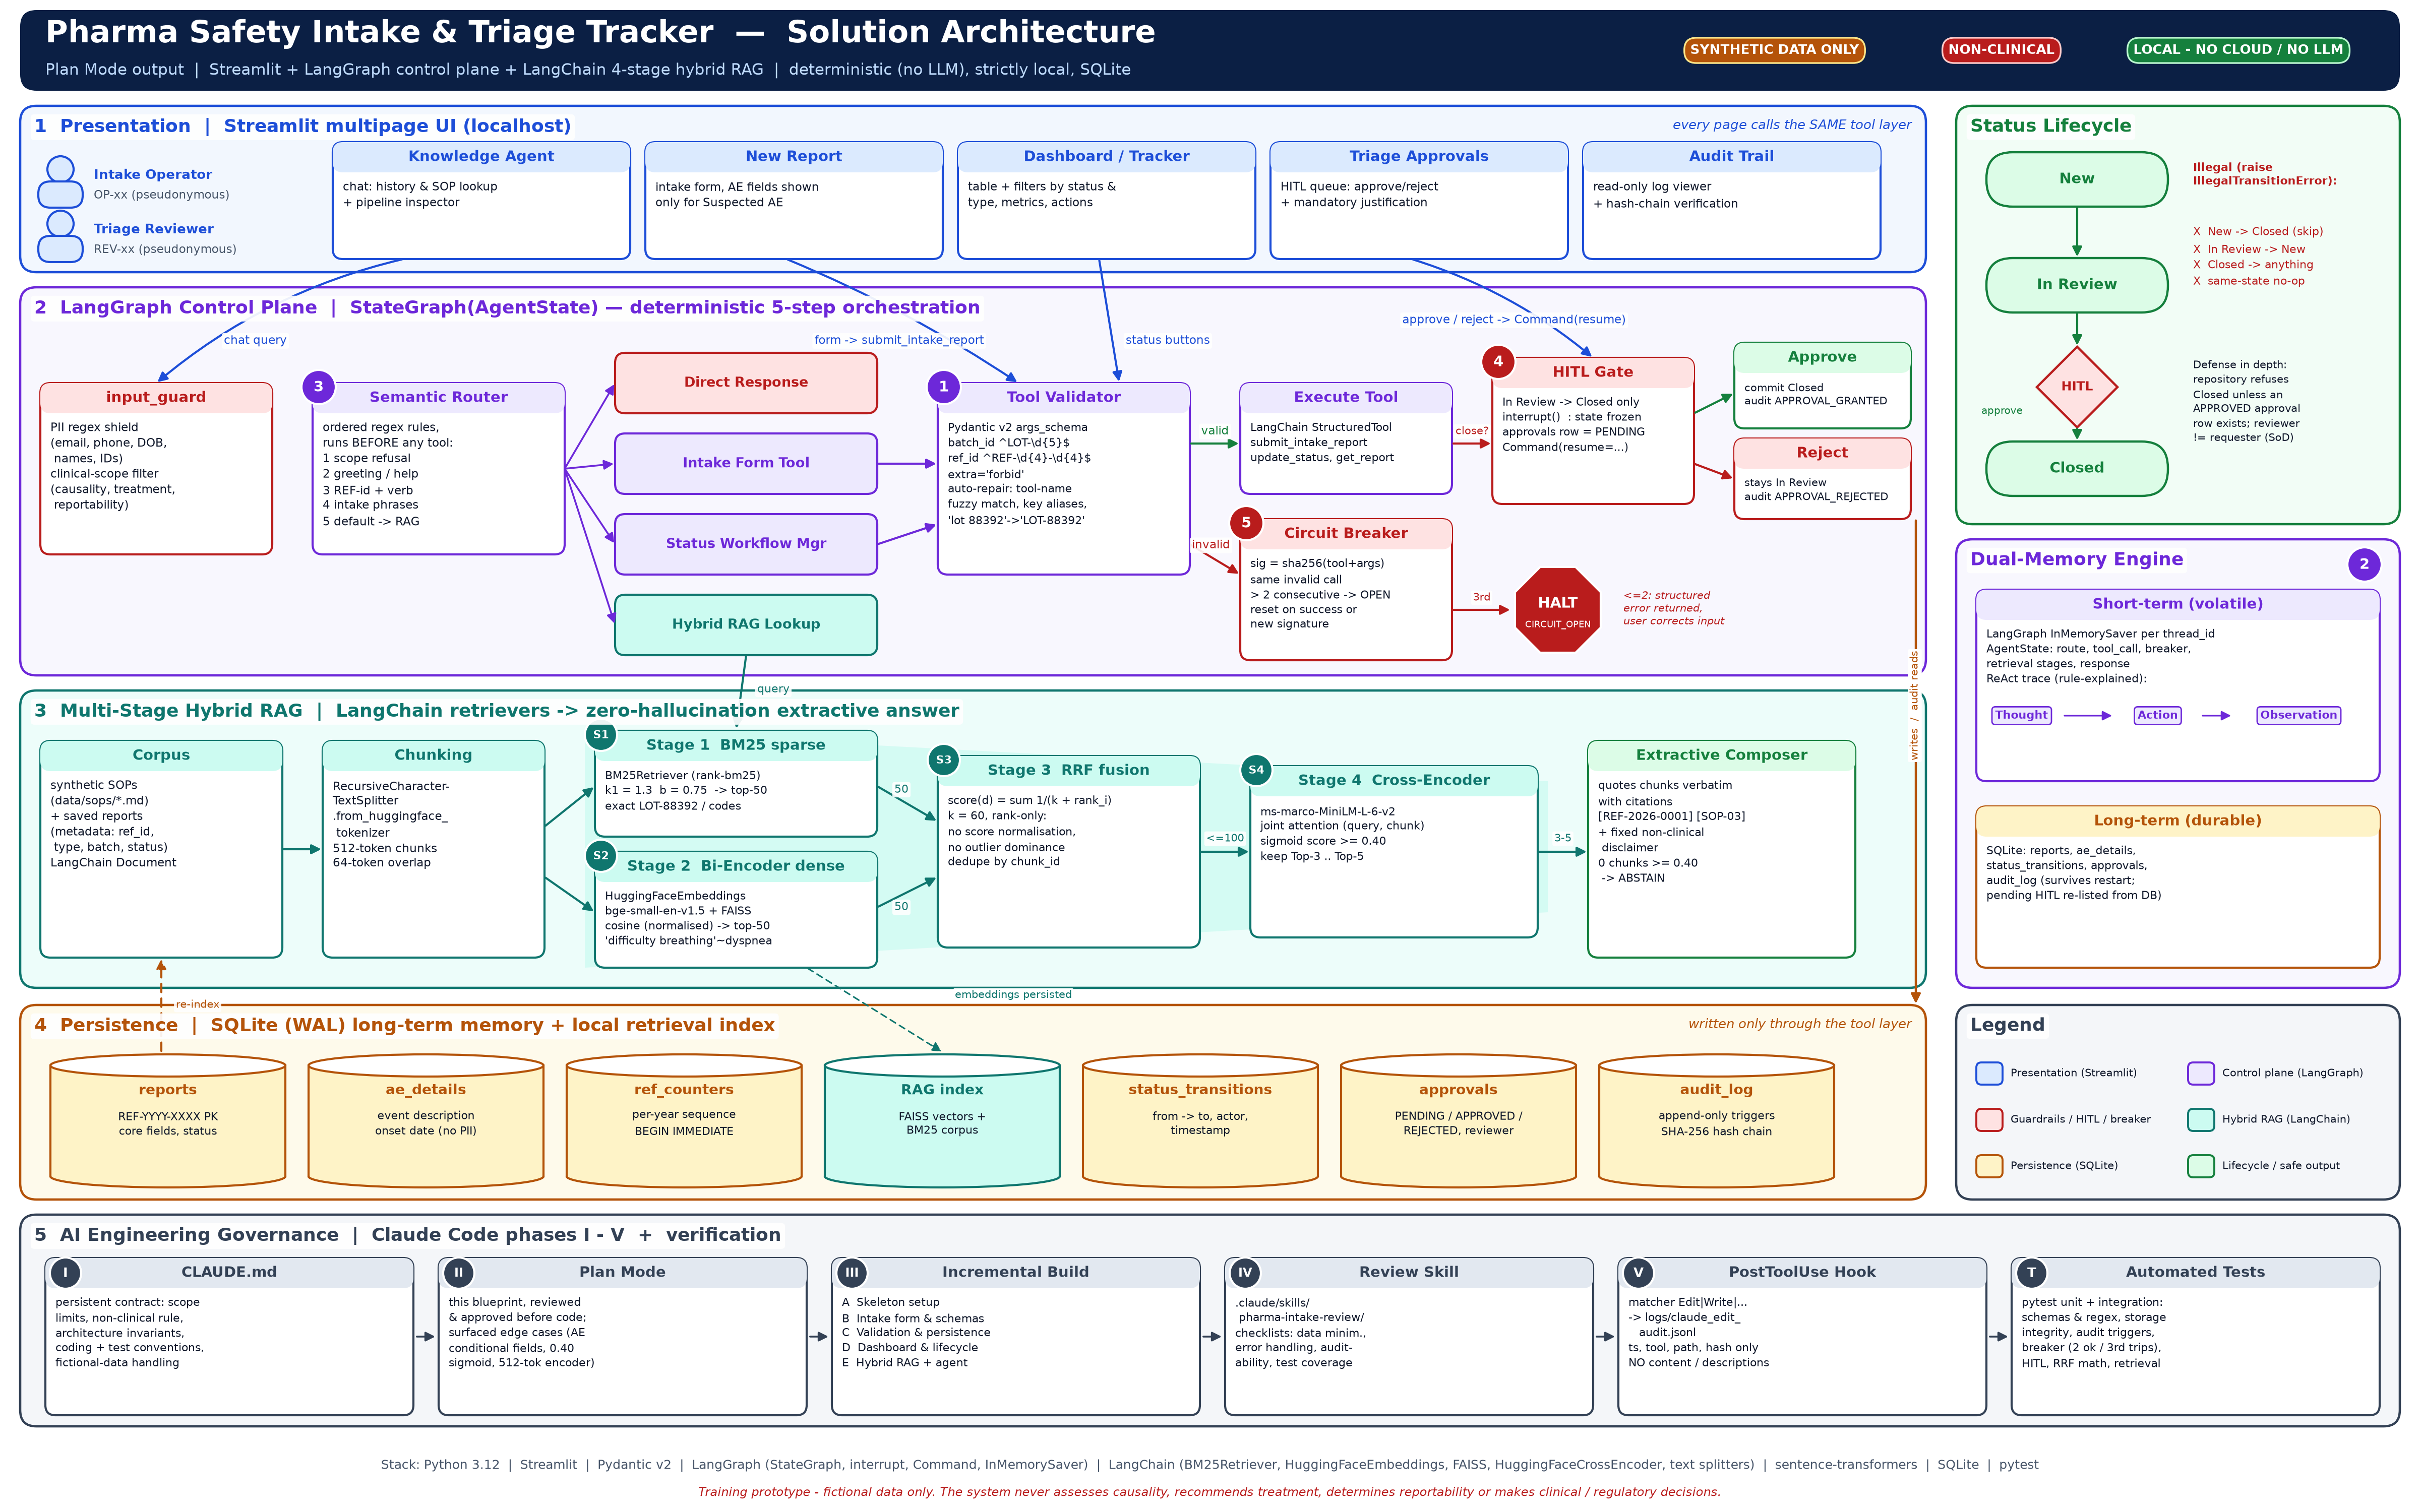 Pharma Safety Intake & Triage Tracker — Solution Architecture
Plan Mode output | Streamlit + LangGraph control plane + LangChain 4-stage hybrid RAG | deterministic (no LLM), strictly local, SQLite
SYNTHETIC DATA ONLY
NON-CLINICAL
LOCAL - NO CLOUD / NO LLM
1 Presentation | Streamlit multipage UI (localhost)
every page calls the SAME tool layer
Intake Operator
OP-xx (pseudonymous)
Triage Reviewer
REV-xx (pseudonymous)
Knowledge Agent
chat: history & SOP lookup
+ pipeline inspector
New Report
intake form, AE fields shown
only for Suspected AE
Dashboard / Tracker
table + filters by status &
type, metrics, actions
Triage Approvals
HITL queue: approve/reject
+ mandatory justification
Audit Trail
read-only log viewer
+ hash-chain verification
2 LangGraph Control Plane | StateGraph(AgentState) — deterministic 5-step orchestration
chat query
form -> submit_intake_report
status buttons
approve / reject -> Command(resume)
input_guard
PII regex shield
(email, phone, DOB,
names, IDs)
clinical-scope filter
(causality, treatment,
reportability)
3
Semantic Router
ordered regex rules,
runs BEFORE any tool:
1 scope refusal
2 greeting / help
3 REF-id + verb
4 intake phrases
5 default -> RAG
Direct Response
Intake Form Tool
Status Workflow Mgr
Hybrid RAG Lookup
1
Tool Validator
Pydantic v2 args_schema
batch_id ^LOT-\d{5}$
ref_id ^REF-\d{4}-\d{4}$
extra='forbid'
auto-repair: tool-name
fuzzy match, key aliases,
'lot 88392'->'LOT-88392'
valid
invalid
Execute Tool
LangChain StructuredTool
submit_intake_report
update_status, get_report
close?
4
HITL Gate
In Review -> Closed only
interrupt() : state frozen
approvals row = PENDING
Command(resume=...)
Approve
commit Closed
audit APPROVAL_GRANTED
Reject
stays In Review
audit APPROVAL_REJECTED
5
Circuit Breaker
sig = sha256(tool+args)
same invalid call
> 2 consecutive -> OPEN
reset on success or
new signature
3rd
HALT
CIRCUIT_OPEN
<=2: structured
error returned,
user corrects input
writes / audit reads
query
3 Multi-Stage Hybrid RAG | LangChain retrievers -> zero-hallucination extractive answer
Corpus
synthetic SOPs
(data/sops/*.md)
+ saved reports
(metadata: ref_id,
type, batch, status)
LangChain Document
Chunking
RecursiveCharacter-
TextSplitter
.from_huggingface_
tokenizer
512-token chunks
64-token overlap
S1
Stage 1 BM25 sparse
BM25Retriever (rank-bm25)
k1 = 1.3 b = 0.75 -> top-50
exact LOT-88392 / codes
S2
Stage 2 Bi-Encoder dense
HuggingFaceEmbeddings
bge-small-en-v1.5 + FAISS
cosine (normalised) -> top-50
'difficulty breathing'~dyspnea
50
50
S3
Stage 3 RRF fusion
score(d) = sum 1/(k + rank_i)
k = 60, rank-only:
no score normalisation,
no outlier dominance
dedupe by chunk_id
<=100
S4
Stage 4 Cross-Encoder
ms-marco-MiniLM-L-6-v2
joint attention (query, chunk)
sigmoid score >= 0.40
keep Top-3 .. Top-5
3-5
Extractive Composer
quotes chunks verbatim
with citations
[REF-2026-0001] [SOP-03]
+ fixed non-clinical
disclaimer
0 chunks >= 0.40
-> ABSTAIN
re-index
embeddings persisted
4 Persistence | SQLite (WAL) long-term memory + local retrieval index
written only through the tool layer
reports
REF-YYYY-XXXX PK
core fields, status
ae_details
event description
onset date (no PII)
ref_counters
per-year sequence
BEGIN IMMEDIATE
RAG index
FAISS vectors +
BM25 corpus
status_transitions
from -> to, actor,
timestamp
approvals
PENDING / APPROVED /
REJECTED, reviewer
audit_log
append-only triggers
SHA-256 hash chain
Status Lifecycle
New
In Review
HITL
approve
Closed
Illegal (raise
IllegalTransitionError):
X New -> Closed (skip)
X In Review -> New
X Closed -> anything
X same-state no-op
Defense in depth:
repository refuses
Closed unless an
APPROVED approval
row exists; reviewer
!= requester (SoD)
Dual-Memory Engine
2
Short-term (volatile)
LangGraph InMemorySaver per thread_id
AgentState: route, tool_call, breaker,
retrieval stages, response
ReAct trace (rule-explained):
Thought
Action
Observation
Long-term (durable)
SQLite: reports, ae_details,
status_transitions, approvals,
audit_log (survives restart;
pending HITL re-listed from DB)
Legend
Presentation (Streamlit)
Control plane (LangGraph)
Guardrails / HITL / breaker
Hybrid RAG (LangChain)
Persistence (SQLite)
Lifecycle / safe output
5 AI Engineering Governance | Claude Code phases I - V + verification
I
CLAUDE.md
persistent contract: scope
limits, non-clinical rule,
architecture invariants,
coding + test conventions,
fictional-data handling
II
Plan Mode
this blueprint, reviewed
& approved before code;
surfaced edge cases (AE
conditional fields, 0.40
sigmoid, 512-tok encoder)
III
Incremental Build
A Skeleton setup
B Intake form & schemas
C Validation & persistence
D Dashboard & lifecycle
E Hybrid RAG + agent
IV
Review Skill
.claude/skills/
pharma-intake-review/
checklists: data minim.,
error handling, audit-
ability, test coverage
V
PostToolUse Hook
matcher Edit|Write|...
-> logs/claude_edit_
audit.jsonl
ts, tool, path, hash only
NO content / descriptions
T
Automated Tests
pytest unit + integration:
schemas & regex, storage
integrity, audit triggers,
breaker (2 ok / 3rd trips),
HITL, RRF math, retrieval
Stack: Python 3.12 | Streamlit | Pydantic v2 | LangGraph (StateGraph, interrupt, Command, InMemorySaver) | LangChain (BM25Retriever, HuggingFaceEmbeddings, FAISS, HuggingFaceCrossEncoder, text splitters) | sentence-transformers | SQLite | pytest
Training prototype - fictional data only. The system never assesses causality, recommends treatment, determines reportability or makes clinical / regulatory decisions.